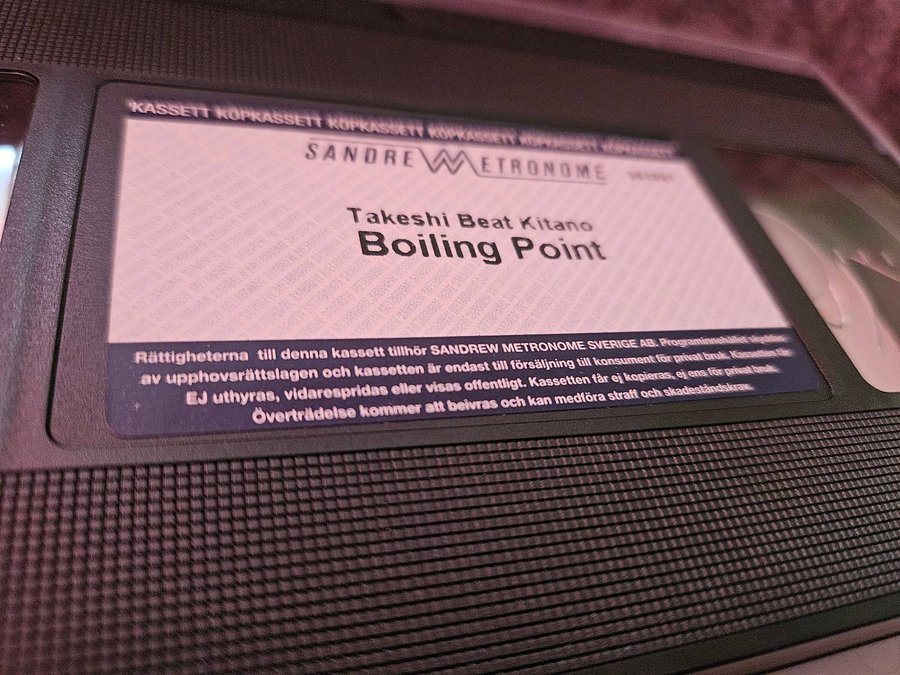 KASSETT KÖPKASSETT KÖPKASSETT KÖPKASSETT KÖPKASSETT KÖPKASSETT
SANDREW METRONOME
Takeshi Beat Kitano
Boiling Point
Rättigheterna till denna kassett tillhör SANDREW METRONOME SVERIGE AB. Programinnehållet skyddas
av upphovsrättslagen och kassetten är endast till försäljning till konsument för privat bruk. Kassetten får
EJ uthyras, vidarespridas eller visas offentligt. Kassetten får ej kopieras, ej ens för privat bruk.
Överträdelse kommer att beivras och kan medföra straff och skadeståndskrav.